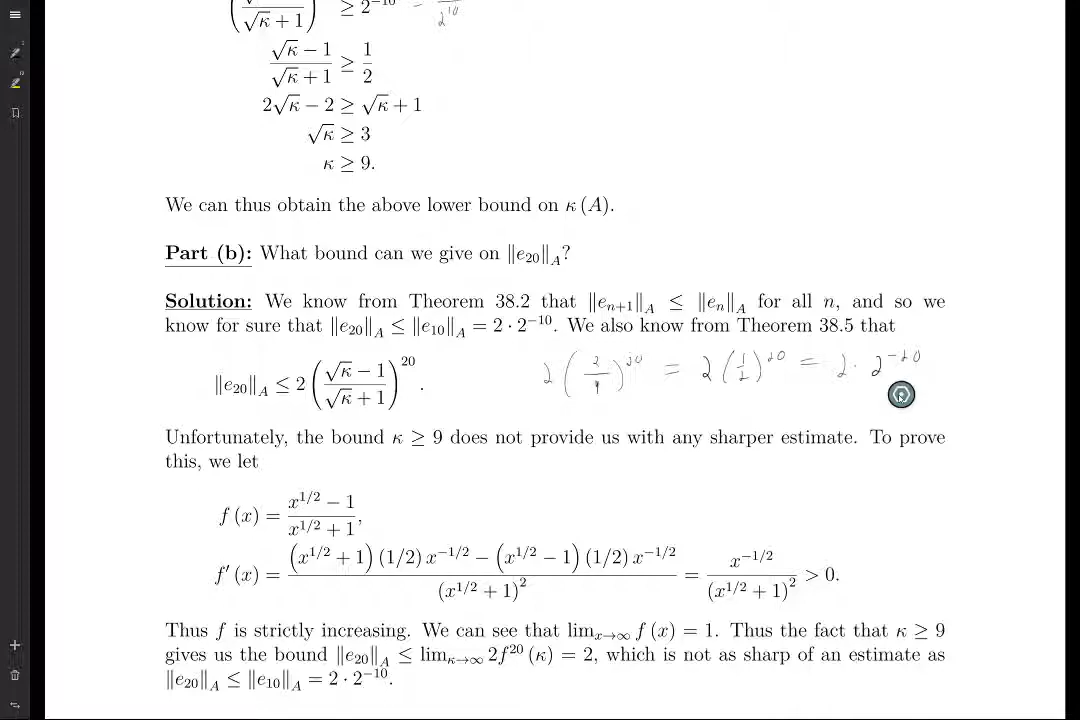 (√κ + 1) ≥ 2⁻¹⁰ = 2¹⁰
(√κ − 1)/(√κ + 1) ≥ 1/2
2√κ − 2 ≥ √κ + 1
√κ ≥ 3
κ ≥ 9.
We can thus obtain the above lower bound on κ (A).
Part (b): What bound can we give on ‖e₂₀‖_A?
Solution: We know from Theorem 38.2 that ‖eₙ₊₁‖_A ≤ ‖eₙ‖_A for all n, and so we
know for sure that ‖e₂₀‖_A ≤ ‖e₁₀‖_A = 2 · 2⁻¹⁰. We also know from Theorem 38.5 that
‖e₂₀‖_A ≤ 2 ((√κ − 1)/(√κ + 1))²⁰. 2 (2/4)²⁰ = 2 (1/2)²⁰ = 2 · 2⁻²⁰
Unfortunately, the bound κ ≥ 9 does not provide us with any sharper estimate. To prove
this, we let
f (x) = (x^{1/2} − 1)/(x^{1/2} + 1),
f′ (x) = ((x^{1/2} + 1) (1/2) x^{−1/2} − (x^{1/2} − 1) (1/2) x^{−1/2})/(x^{1/2} + 1)² = x^{−1/2}/(x^{1/2} + 1)² > 0.
Thus f is strictly increasing. We can see that lim_{x→∞} f (x) = 1. Thus the fact that κ ≥ 9
gives us the bound ‖e₂₀‖_A ≤ lim_{κ→∞} 2f²⁰ (κ) = 2, which is not as sharp of an estimate as
‖e₂₀‖_A ≤ ‖e₁₀‖_A = 2 · 2⁻¹⁰.